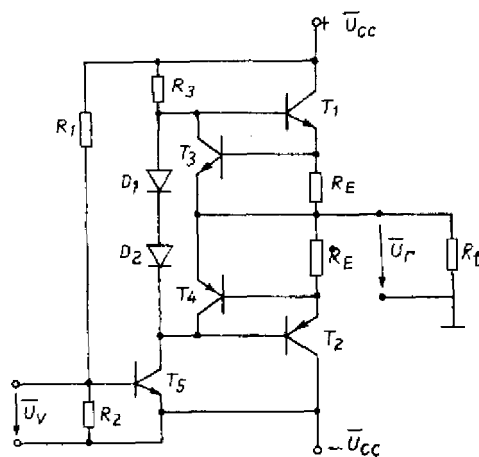 + U̅CC
R3
R1
T1
T3
D1
RE
D2
RE
U̅r
Rt
T4
T2
T5
U̅V
R2
- U̅CC